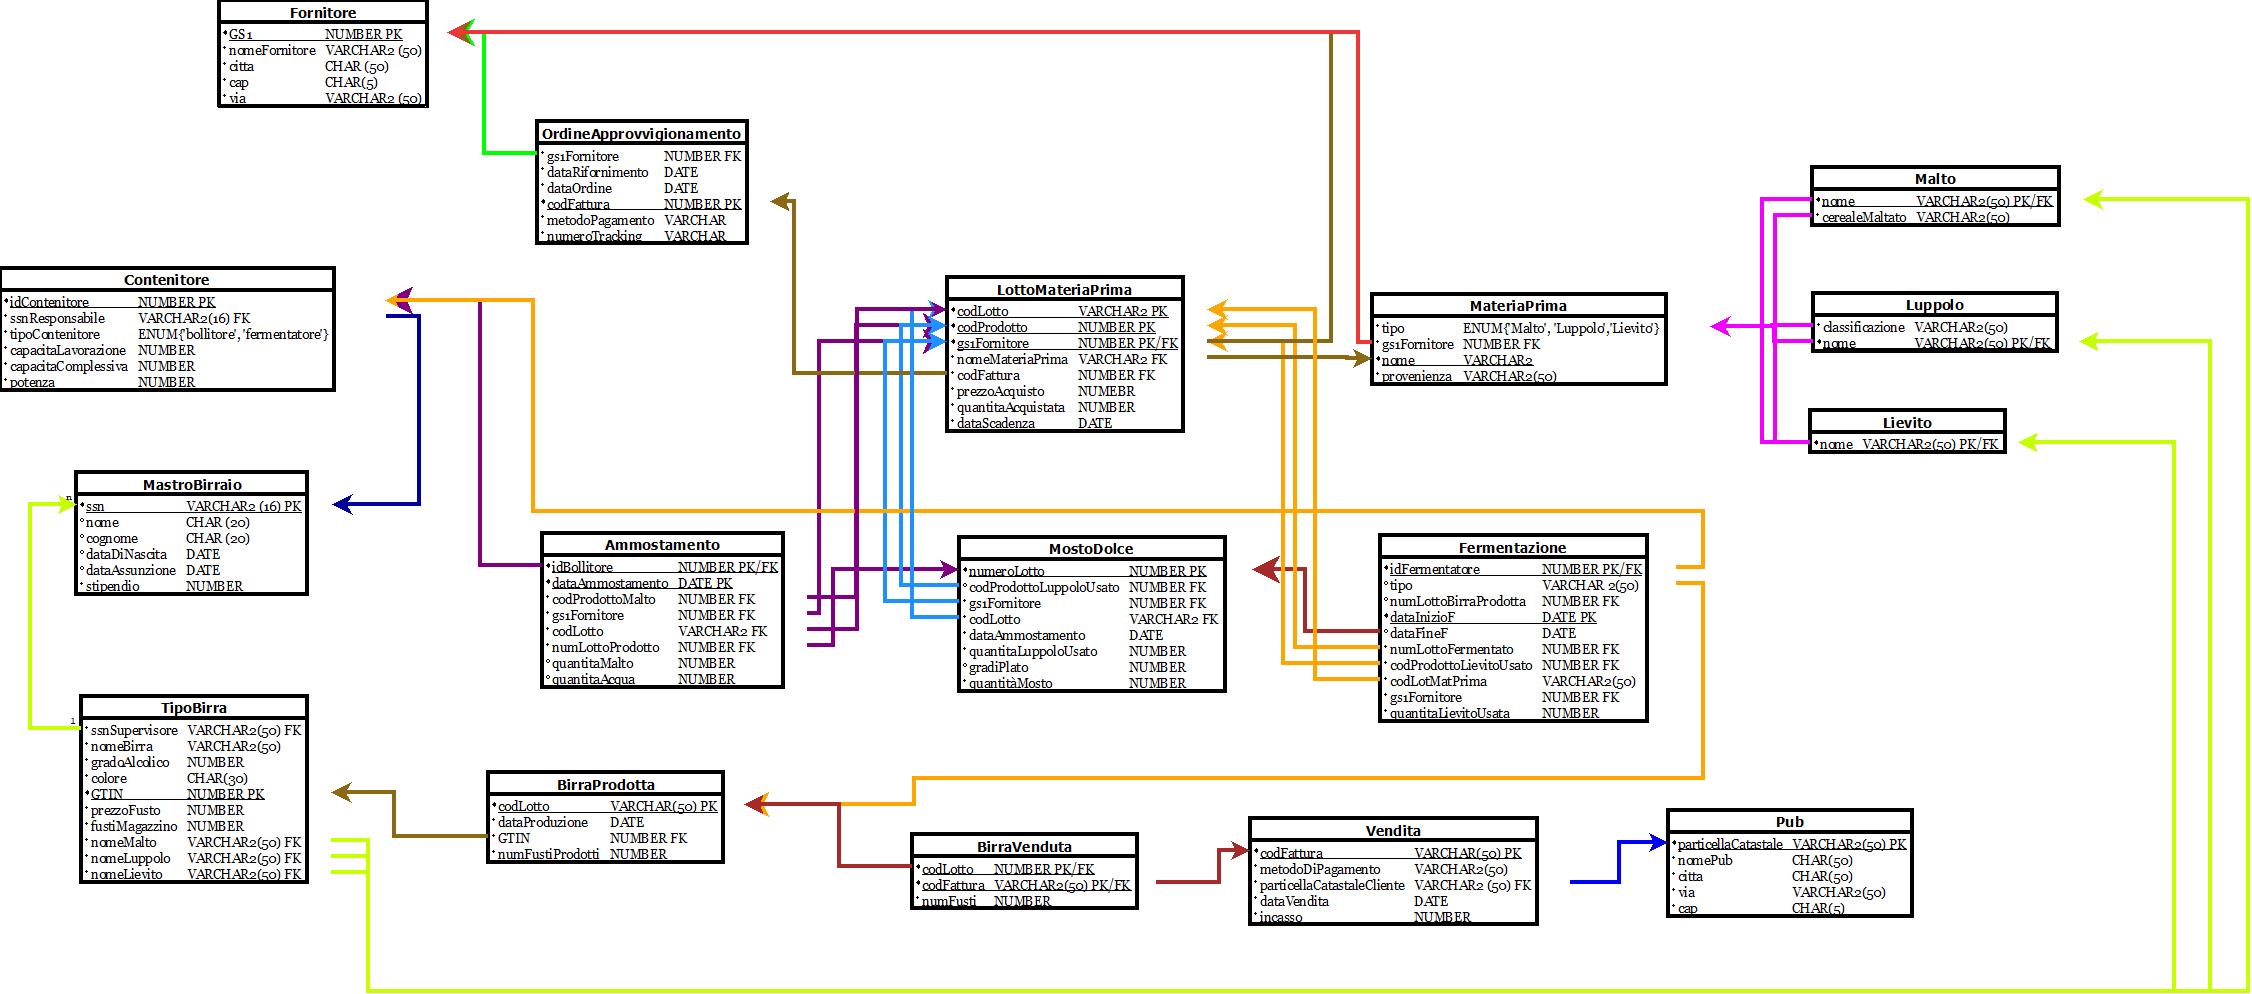 Fornitore
GS1 NUMBER PK
nomeFornitore VARCHAR2 (50)
citta CHAR (50)
cap CHAR(5)
via VARCHAR2 (50)
OrdineApprovvigionamento
gs1Fornitore NUMBER FK
dataRifornimento DATE
dataOrdine DATE
codFattura NUMBER PK
metodoPagamento VARCHAR
numeroTracking VARCHAR
Malto
nome VARCHAR2(50) PK/FK
cerealeMaltato VARCHAR2(50)
Contenitore
idContenitore NUMBER PK
ssnResponsabile VARCHAR2(16) FK
tipoContenitore ENUM{'bollitore', 'fermentatore'}
capacitaLavorazione NUMBER
capacitaComplessiva NUMBER
potenza NUMBER
LottoMateriaPrima
codLotto VARCHAR2 PK
codProdotto NUMBER PK
gs1Fornitore NUMBER PK/FK
nomeMateriaPrima VARCHAR2 FK
codFattura NUMBER FK
prezzoAcquisto NUMEBR
quantitaAcquistata NUMBER
dataScadenza DATE
MateriaPrima
tipo ENUM{'Malto', 'Luppolo','Lievito'}
gs1Fornitore NUMBER FK
nome VARCHAR2
provenienza VARCHAR2(50)
Luppolo
classificazione VARCHAR2(50)
nome VARCHAR2(50) PK/FK
Lievito
nome VARCHAR2(50) PK/FK
MastroBirraio
n
ssn VARCHAR2 (16) PK
nome CHAR (20)
cognome CHAR (20)
dataDiNascita DATE
dataAssunzione DATE
stipendio NUMBER
Ammostamento
idBollitore NUMBER PK/FK
dataAmmostamento DATE PK
codProdottoMalto NUMBER FK
gs1Fornitore NUMBER FK
codLotto VARCHAR2 FK
numLottoProdotto NUMBER FK
quantitaMalto NUMBER
quantitaAcqua NUMBER
MostoDolce
numeroLotto NUMBER PK
codProdottoLuppoloUsato NUMBER FK
gs1Fornitore NUMBER FK
codLotto VARCHAR2 FK
dataAmmostamento DATE
quantitaLuppoloUsato NUMBER
gradiPlato NUMBER
quantitàMosto NUMBER
Fermentazione
idFermentatore NUMBER PK/FK
tipo VARCHAR 2(50)
numLottoBirraProdotta NUMBER FK
dataInizioF DATE PK
dataFineF DATE
numLottoFermentato NUMBER FK
codProdottoLievitoUsato NUMBER FK
codLotMatPrima VARCHAR2(50)
gs1Fornitore NUMBER FK
quantitaLievitoUsata NUMBER
TipoBirra
1
ssnSupervisore VARCHAR2(50) FK
nomeBirra VARCHAR2(50)
gradoAlcolico NUMBER
colore CHAR(30)
GTIN NUMBER PK
prezzoFusto NUMBER
fustiMagazzino NUMBER
nomeMalto VARCHAR2(50) FK
nomeLuppolo VARCHAR2(50) FK
nomeLievito VARCHAR2(50) FK
BirraProdotta
codLotto VARCHAR(50) PK
dataProduzione DATE
GTIN NUMBER FK
numFustiProdotti NUMBER
BirraVenduta
codLotto NUMBER PK/FK
codFattura VARCHAR2(50) PK/FK
numFusti NUMBER
Vendita
codFattura VARCHAR(50) PK
metodoDiPagamento VARCHAR2(50)
particellaCatastaleCliente VARCHAR2 (50) FK
dataVendita DATE
incasso NUMBER
Pub
particellaCatastale VARCHAR2(50) PK
nomePub CHAR(50)
citta CHAR(50)
via VARCHAR2(50)
cap CHAR(5)